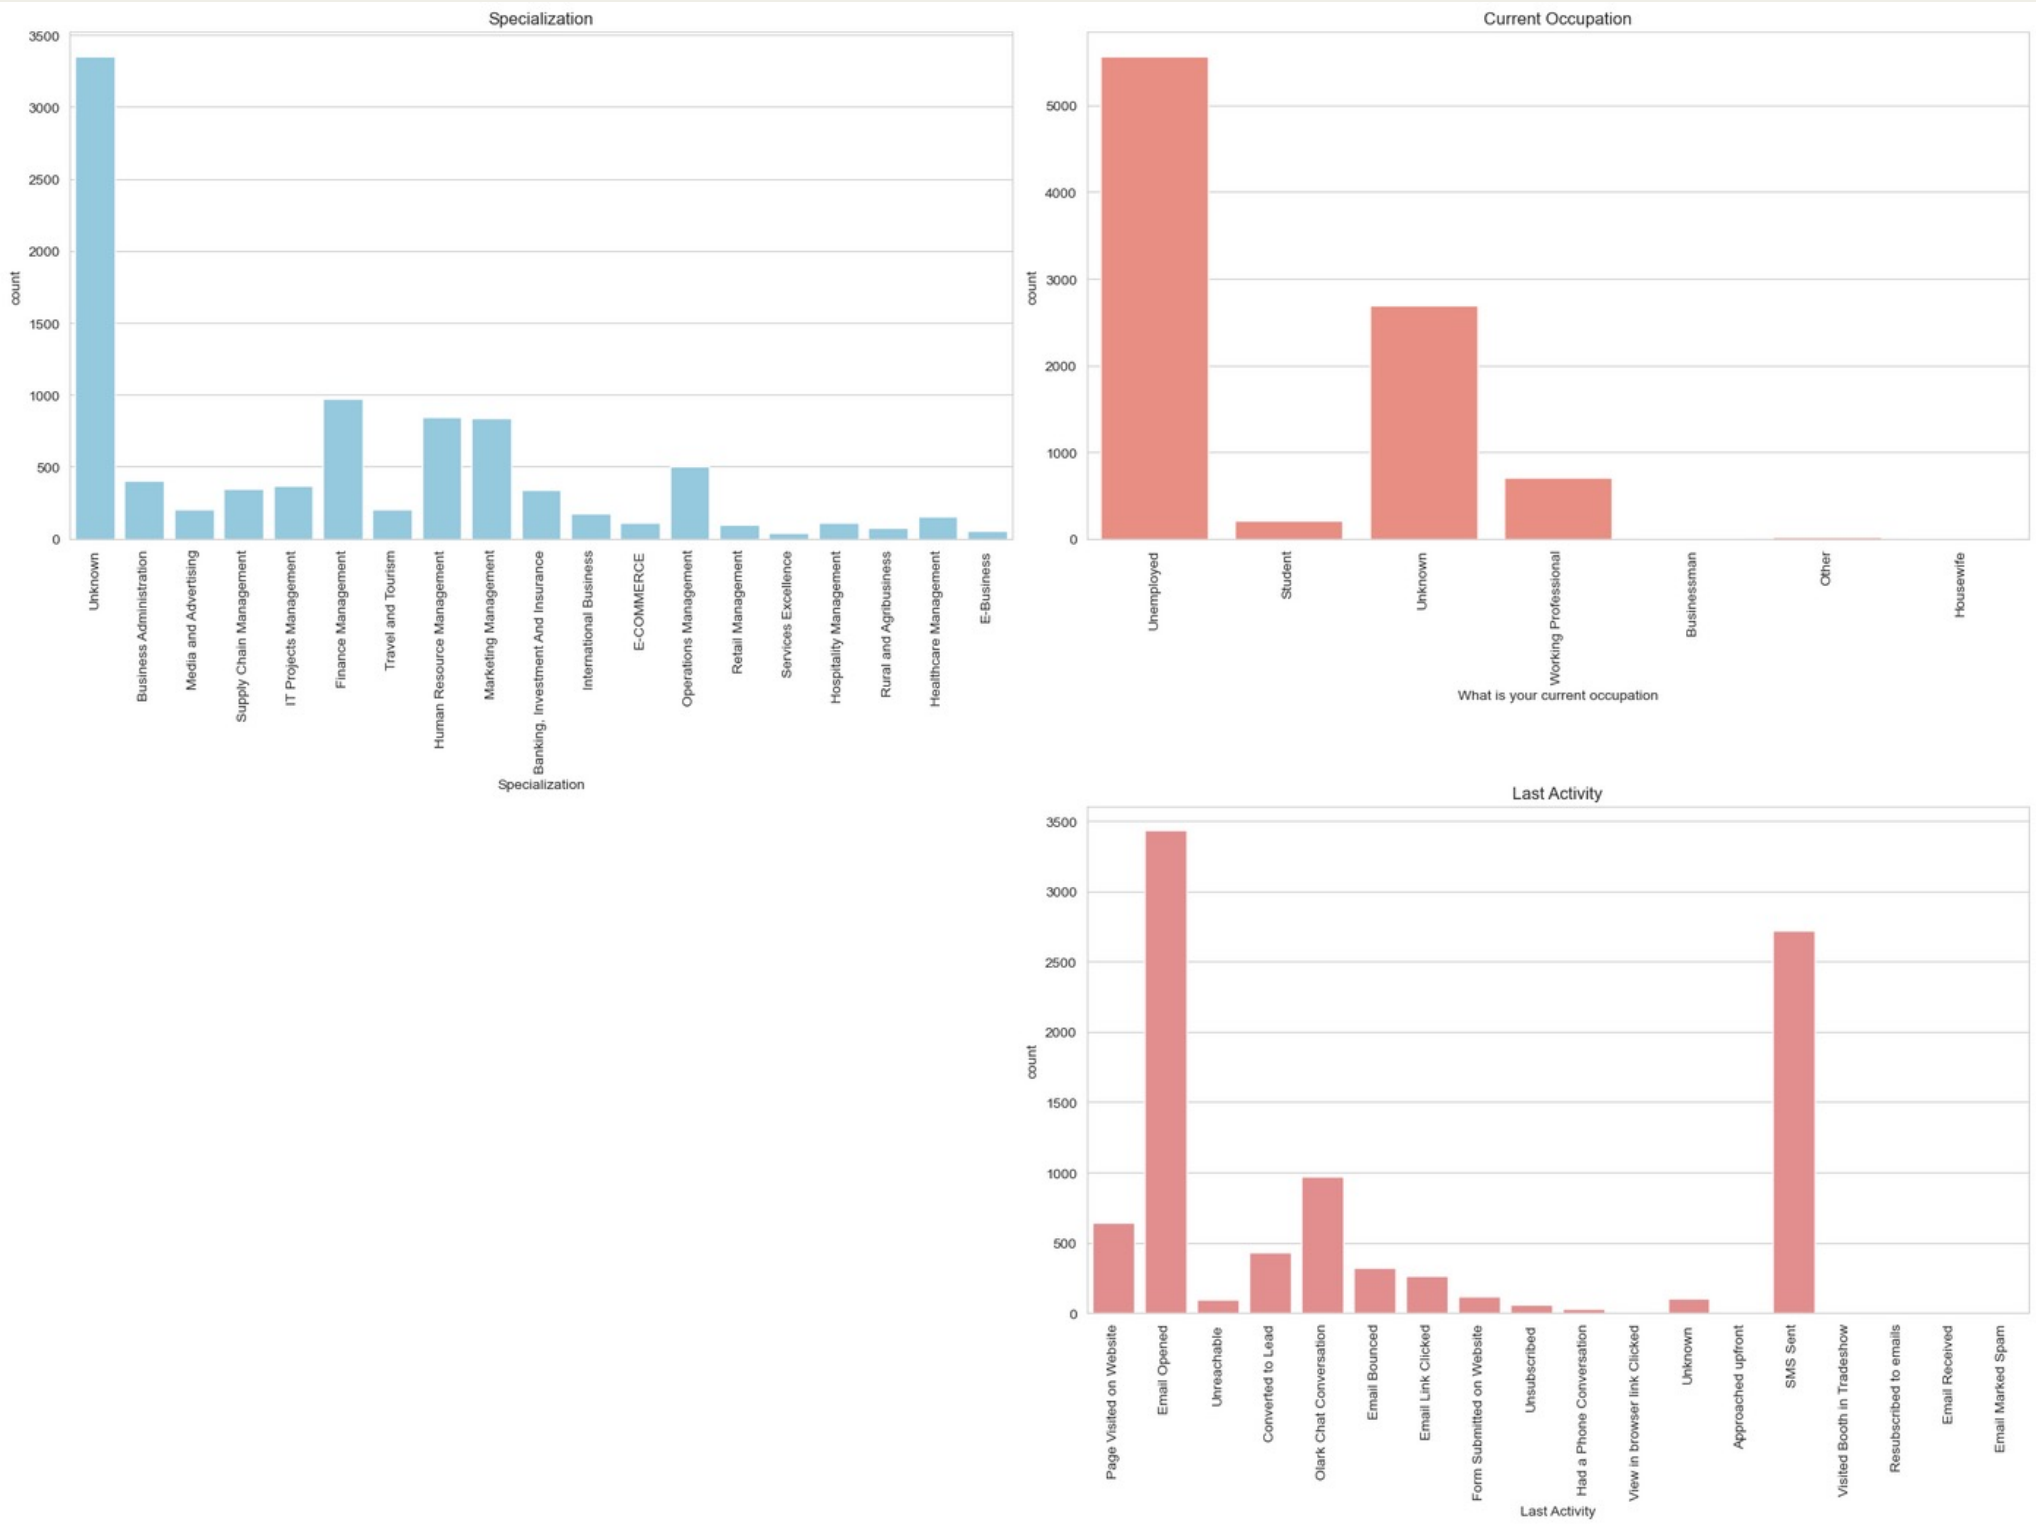 Specialization
3500
3000
2500
2000
1500
1000
500
0
count
Unknown
Business Administration
Media and Advertising
Supply Chain Management
IT Projects Management
Finance Management
Travel and Tourism
Human Resource Management
Marketing Management
Banking, Investment And Insurance
International Business
E-COMMERCE
Operations Management
Retail Management
Services Excellence
Hospitality Management
Rural and Agribusiness
Healthcare Management
E-Business
Specialization
Current Occupation
5000
4000
3000
2000
1000
0
count
Unemployed
Student
Unknown
Working Professional
Businessman
Other
Housewife
What is your current occupation
Last Activity
3500
3000
2500
2000
1500
1000
500
0
count
Page Visited on Website
Email Opened
Unreachable
Converted to Lead
Olark Chat Conversation
Email Bounced
Email Link Clicked
Form Submitted on Website
Unsubscribed
Had a Phone Conversation
View in browser link Clicked
Unknown
Approached upfront
SMS Sent
Visited Booth in Tradeshow
Resubscribed to emails
Email Received
Email Marked Spam
Last Activity